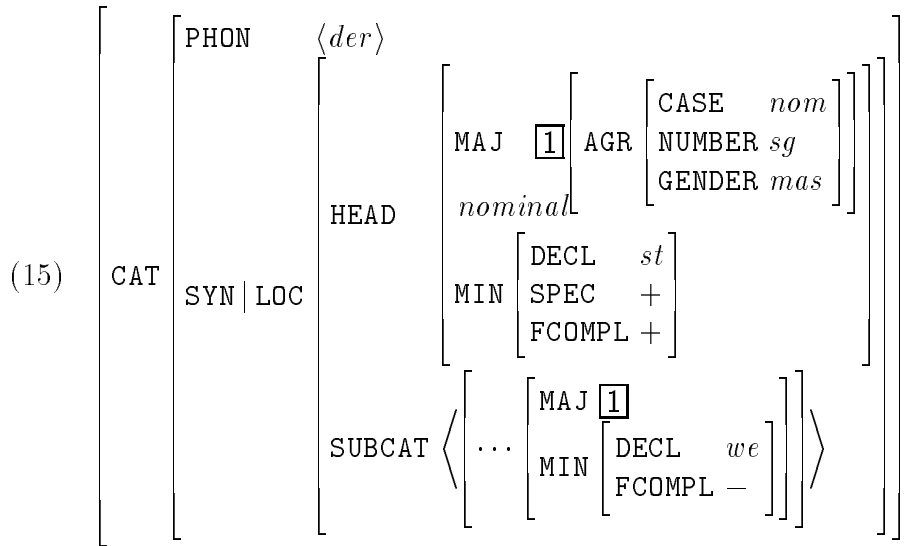 PHON ⟨der⟩
CASE nom
MAJ 1 AGR NUMBER sg
GENDER mas
nominal
HEAD
DECL st
(15) CAT SYN|LOC MIN SPEC +
FCOMPL +
MAJ 1
SUBCAT ⟨ ⋯ MIN DECL we ⟩
FCOMPL −